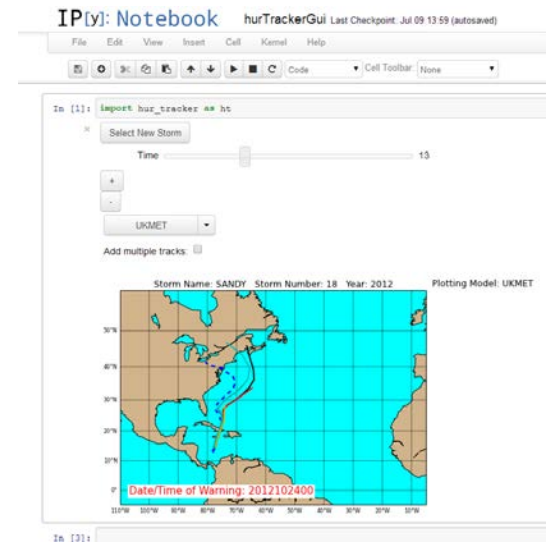 IP[y]: Notebook hurTrackerGui Last Checkpoint: Jul 09 13:59 (autosaved)
File Edit View Insert Cell Kernel Help
Code Cell Toolbar: None
In [1]: import hur_tracker as ht
× Select New Storm
Time 13
+
-
UKMET
Add multiple tracks:
Storm Name: SANDY Storm Number: 18 Year: 2012 Plotting Model: UKMET
50°N
40°N
30°N
20°N
10°N
0°
Date/Time of Warning: 2012102400
110°W 100°W 90°W 80°W 70°W 60°W 50°W 40°W 30°W 20°W 10°W
In [3]: